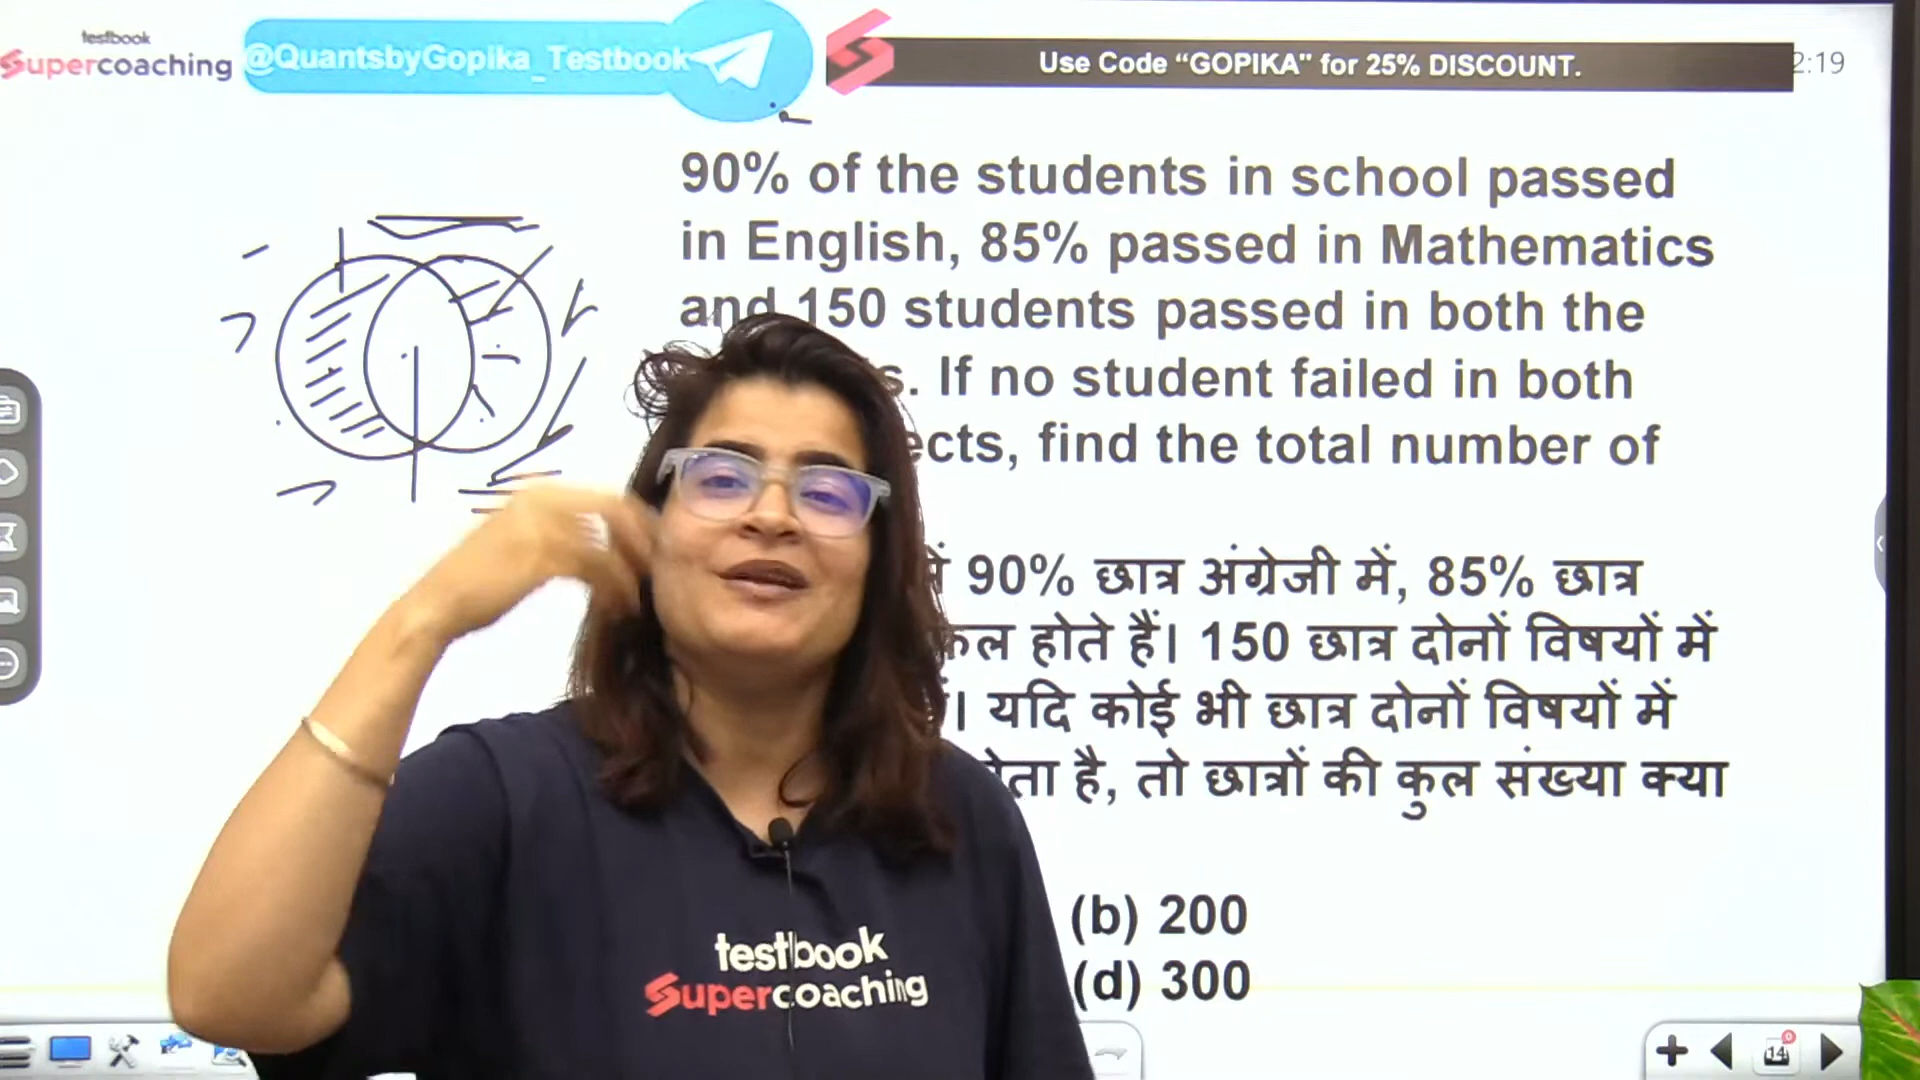 testbook
Supercoaching
@QuantsbyGopika_Testbook
Use Code “GOPIKA” for 25% DISCOUNT.
2:19
90% of the students in school passed
in English, 85% passed in Mathematics
and 150 students passed in both the
If no student failed in both
find the total number of
में 90% छात्र अंग्रेजी में, 85% छात्र
होते हैं। 150 छात्र दोनों विषयों में
यदि कोई भी छात्र दोनों विषयों में
है, तो छात्रों की कुल संख्या क्या
(b) 200
(d) 300
testbook
Supercoaching
14